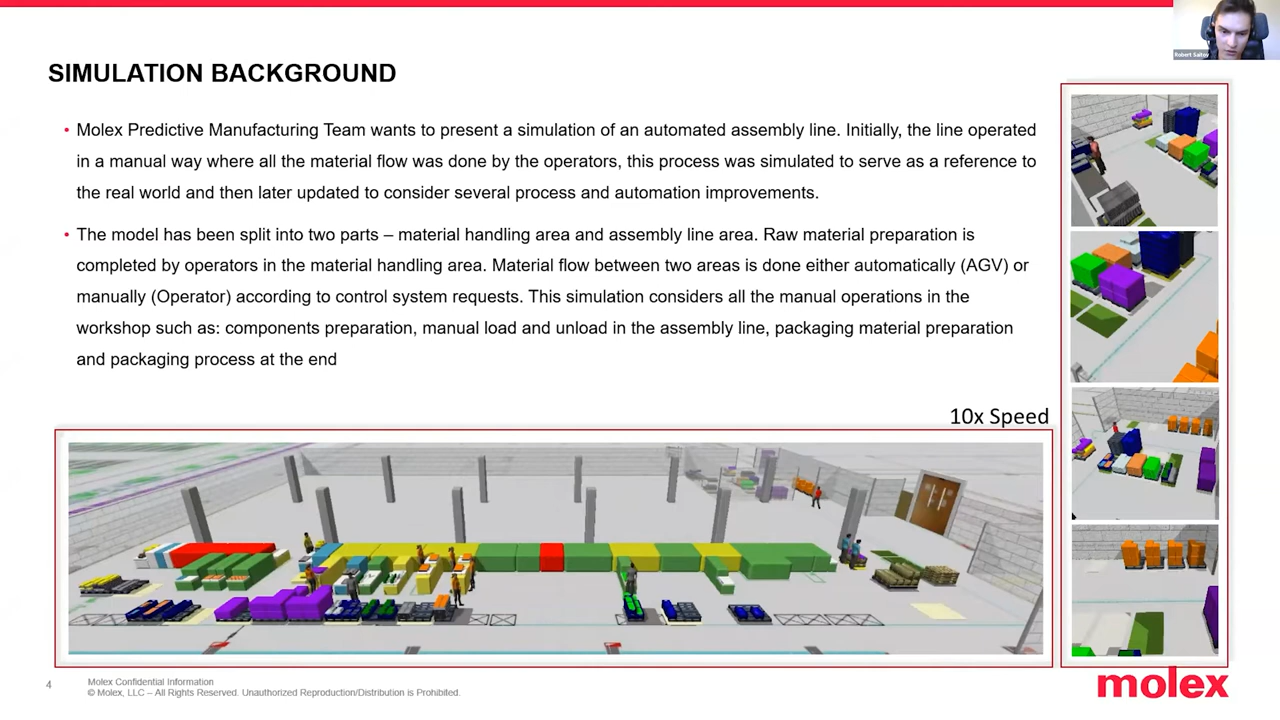 Robert Saitov
SIMULATION BACKGROUND
• Molex Predictive Manufacturing Team wants to present a simulation of an automated assembly line. Initially, the line operated
in a manual way where all the material flow was done by the operators, this process was simulated to serve as a reference to
the real world and then later updated to consider several process and automation improvements.
• The model has been split into two parts – material handling area and assembly line area. Raw material preparation is
completed by operators in the material handling area. Material flow between two areas is done either automatically (AGV) or
manually (Operator) according to control system requests. This simulation considers all the manual operations in the
workshop such as: components preparation, manual load and unload in the assembly line, packaging material preparation
and packaging process at the end
10x Speed
4
Molex Confidential Information
© Molex, LLC – All Rights Reserved. Unauthorized Reproduction/Distribution is Prohibited.
molex